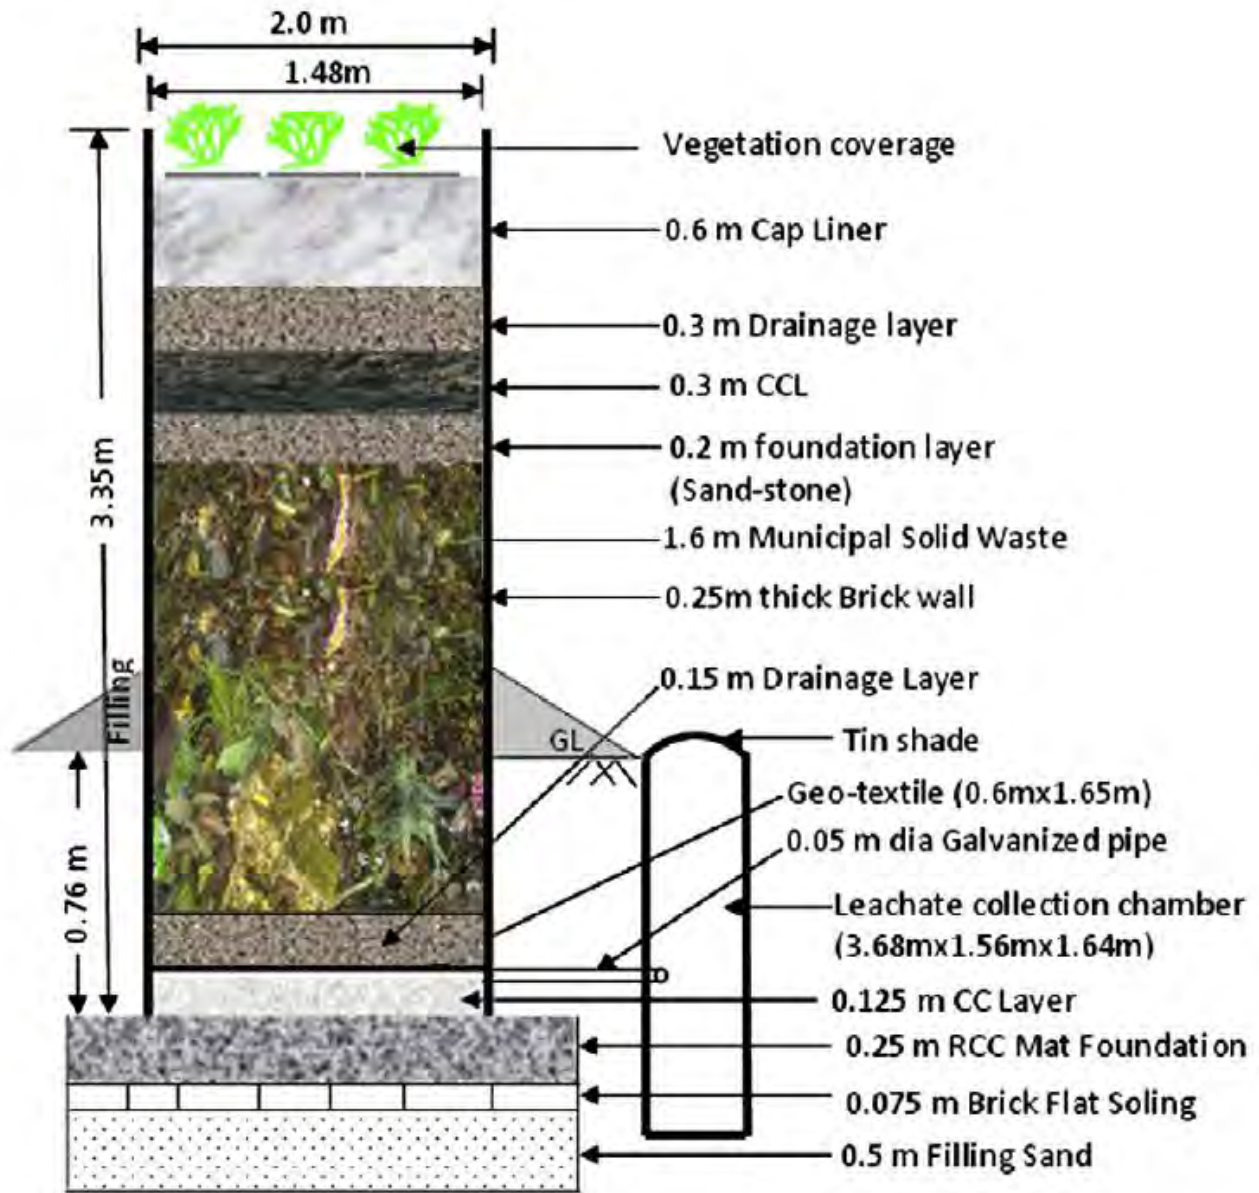 2.0 m
1.48m
Vegetation coverage
0.6 m Cap Liner
0.3 m Drainage layer
0.3 m CCL
0.2 m foundation layer
(Sand-stone)
3.35m
1.6 m Municipal Solid Waste
0.25m thick Brick wall
Filling
0.15 m Drainage Layer
GL
Tin shade
Geo-textile (0.6mx1.65m)
0.05 m dia Galvanized pipe
0.76 m
Leachate collection chamber
(3.68mx1.56mx1.64m)
0.125 m CC Layer
0.25 m RCC Mat Foundation
0.075 m Brick Flat Soling
0.5 m Filling Sand